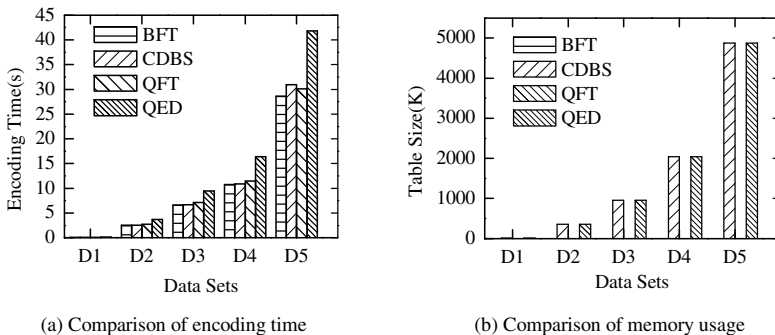 45
40
35
30
25
20
15
10
5
0
Encoding Time(s)
BFT
CDBS
QFT
QED
D1 D2 D3 D4 D5
Data Sets
(a) Comparison of encoding time
5000
4000
3000
2000
1000
0
Table Size(K)
BFT
CDBS
QFT
QED
D1 D2 D3 D4 D5
Data Sets
(b) Comparison of memory usage